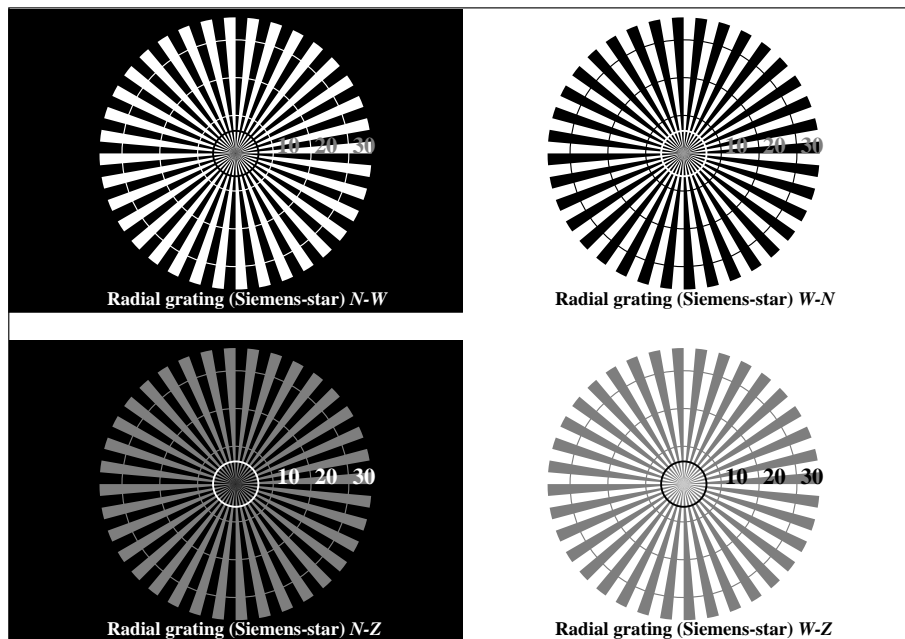 10 20 30
Radial grating (Siemens-star) N-W
10 20 30
Radial grating (Siemens-star) W-N
10 20 30
Radial grating (Siemens-star) N-Z
10 20 30
Radial grating (Siemens-star) W-Z